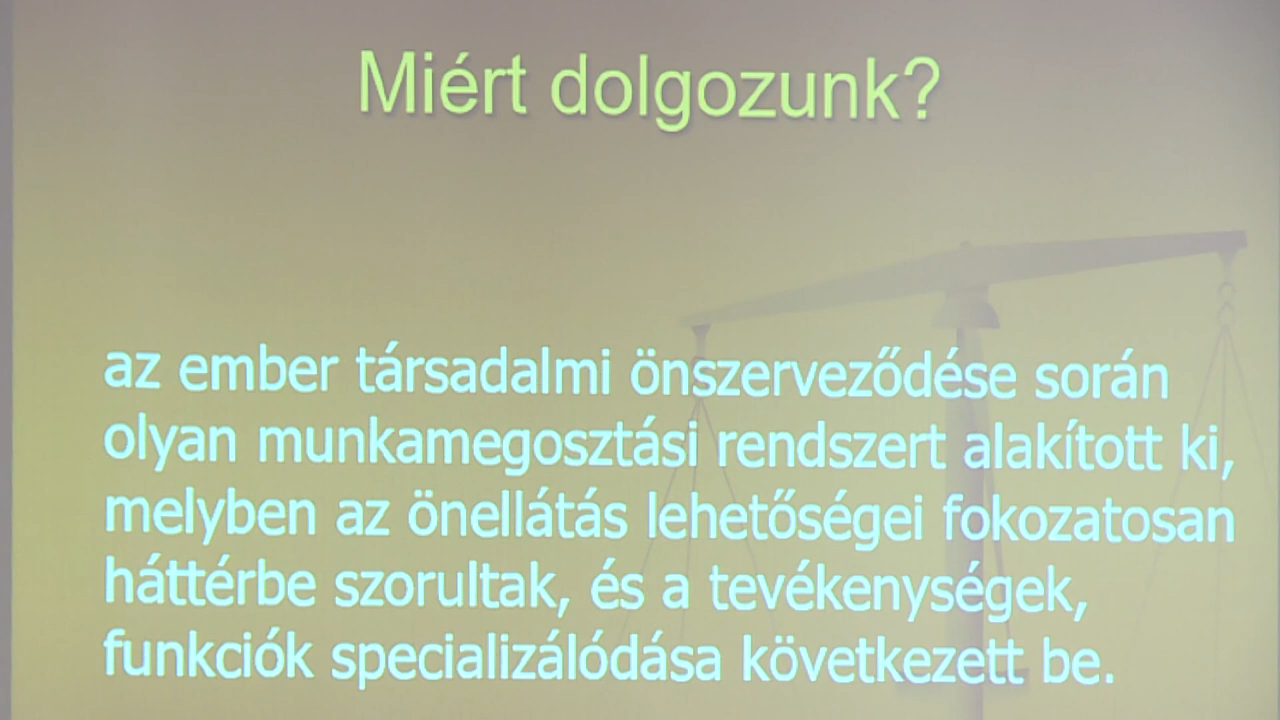 Miért dolgozunk?
az ember társadalmi önszerveződése során
olyan munkamegosztási rendszert alakított ki,
melyben az önellátás lehetőségei fokozatosan
háttérbe szorultak, és a tevékenységek,
funkciók specializálódása következett be.